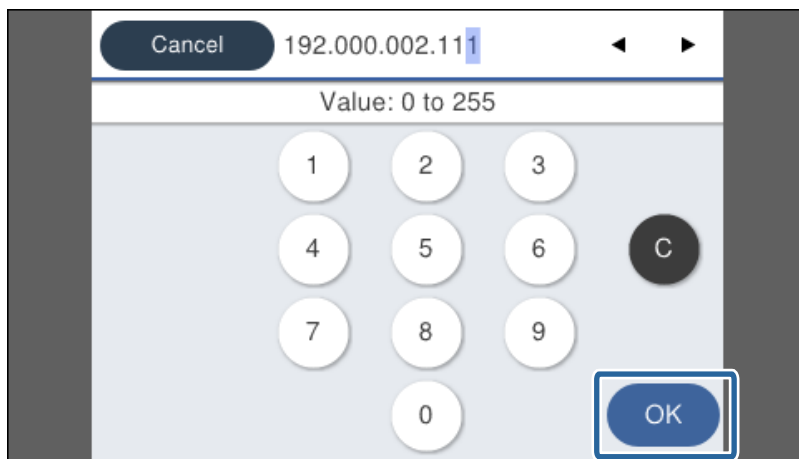 Cancel 192.000.002.111 ◄ ►
Value: 0 to 255
1 2 3
4 5 6 C
7 8 9
0 OK